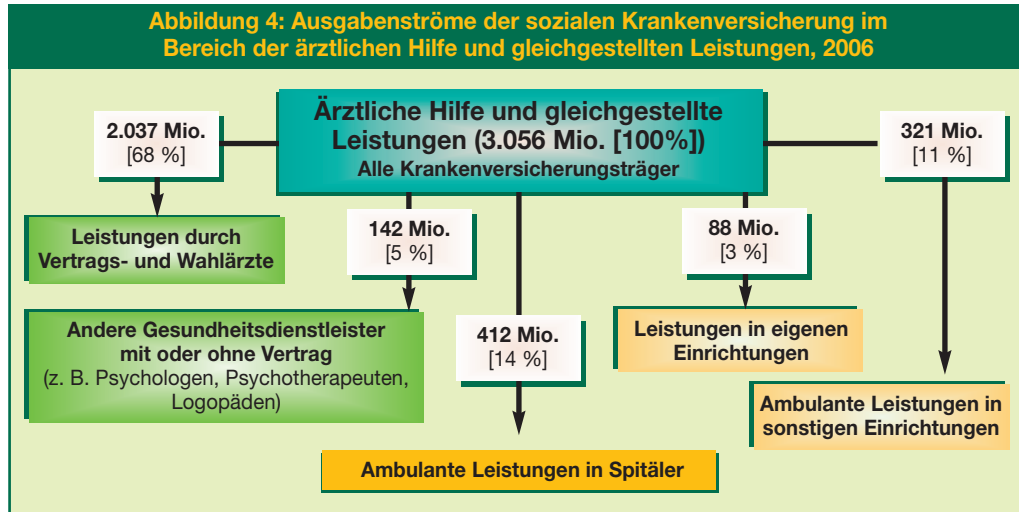 Abbildung 4: Ausgabenströme der sozialen Krankenversicherung im
Bereich der ärztlichen Hilfe und gleichgestellten Leistungen, 2006
Ärztliche Hilfe und gleichgestellte
Leistungen (3.056 Mio. [100%])
Alle Krankenversicherungsträger
2.037 Mio.
[68 %]
321 Mio.
[11 %]
Leistungen durch
Vertrags- und Wahlärzte
142 Mio.
[5 %]
88 Mio.
[3 %]
Andere Gesundheitsdienstleister
mit oder ohne Vertrag
(z. B. Psychologen, Psychotherapeuten,
Logopäden)
412 Mio.
[14 %]
Leistungen in eigenen
Einrichtungen
Ambulante Leistungen in
sonstigen Einrichtungen
Ambulante Leistungen in Spitäler